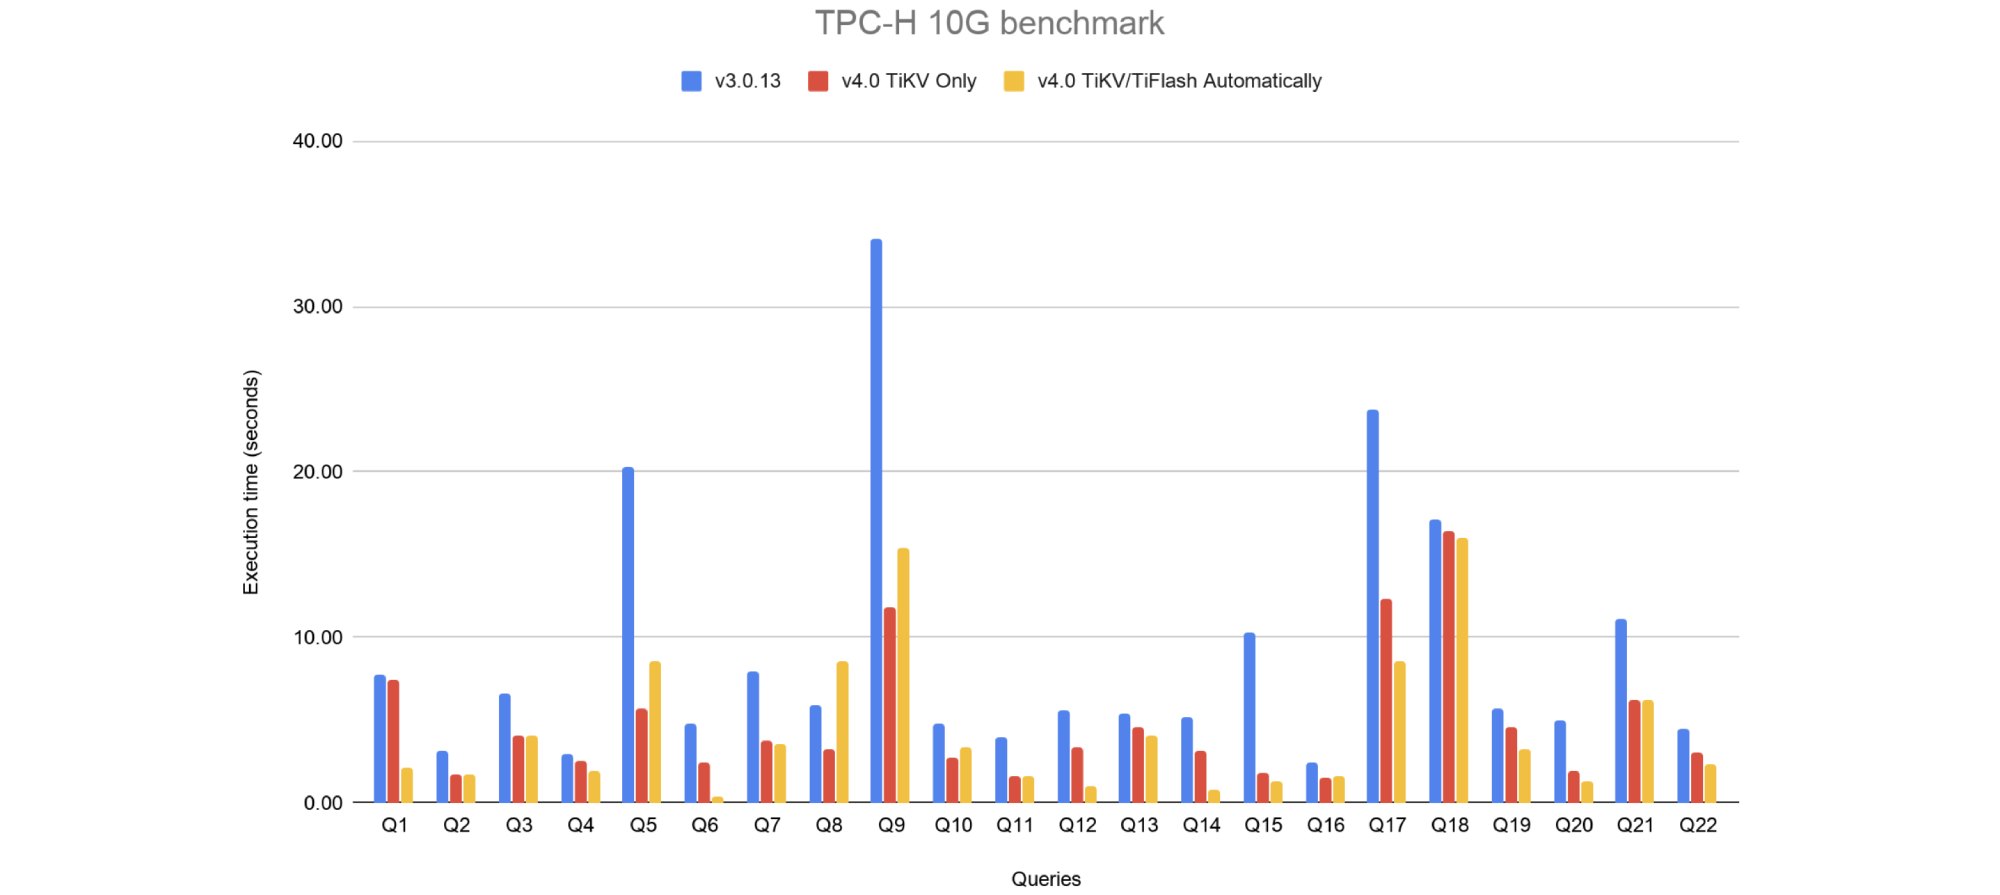 TPC-H 10G benchmark
v3.0.13 v4.0 TiKV Only v4.0 TiKV/TiFlash Automatically
40.00
30.00
20.00
10.00
0.00
Execution time (seconds)
Q1 Q2 Q3 Q4 Q5 Q6 Q7 Q8 Q9 Q10 Q11 Q12 Q13 Q14 Q15 Q16 Q17 Q18 Q19 Q20 Q21 Q22
Queries